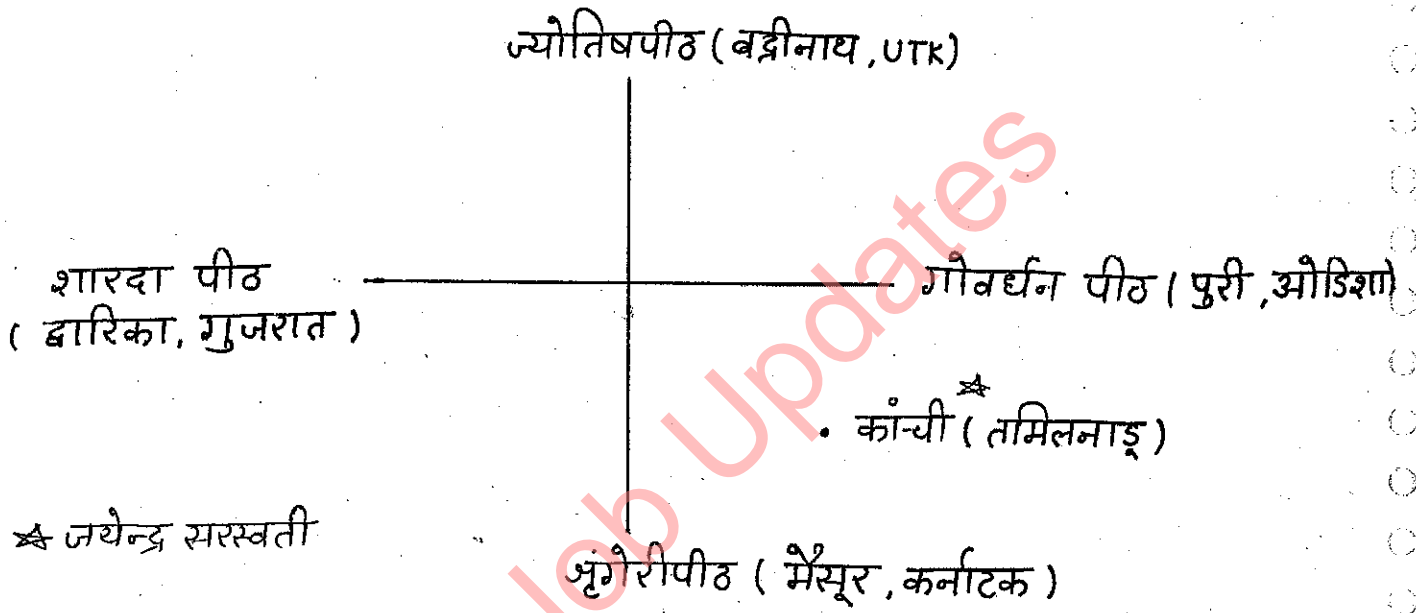 ज्योतिषपीठ ( बद्रीनाथ , UTK)
शारदा पीठ
( द्वारिका, गुजरात )
गोवर्धन पीठ ( पुरी , ओडिशा)
☆
• कांची ( तमिलनाडू )
☆ जयेन्द्र सरस्वती
श्रृंगेरीपीठ ( मैसूर , कर्नाटक )
Job Updates